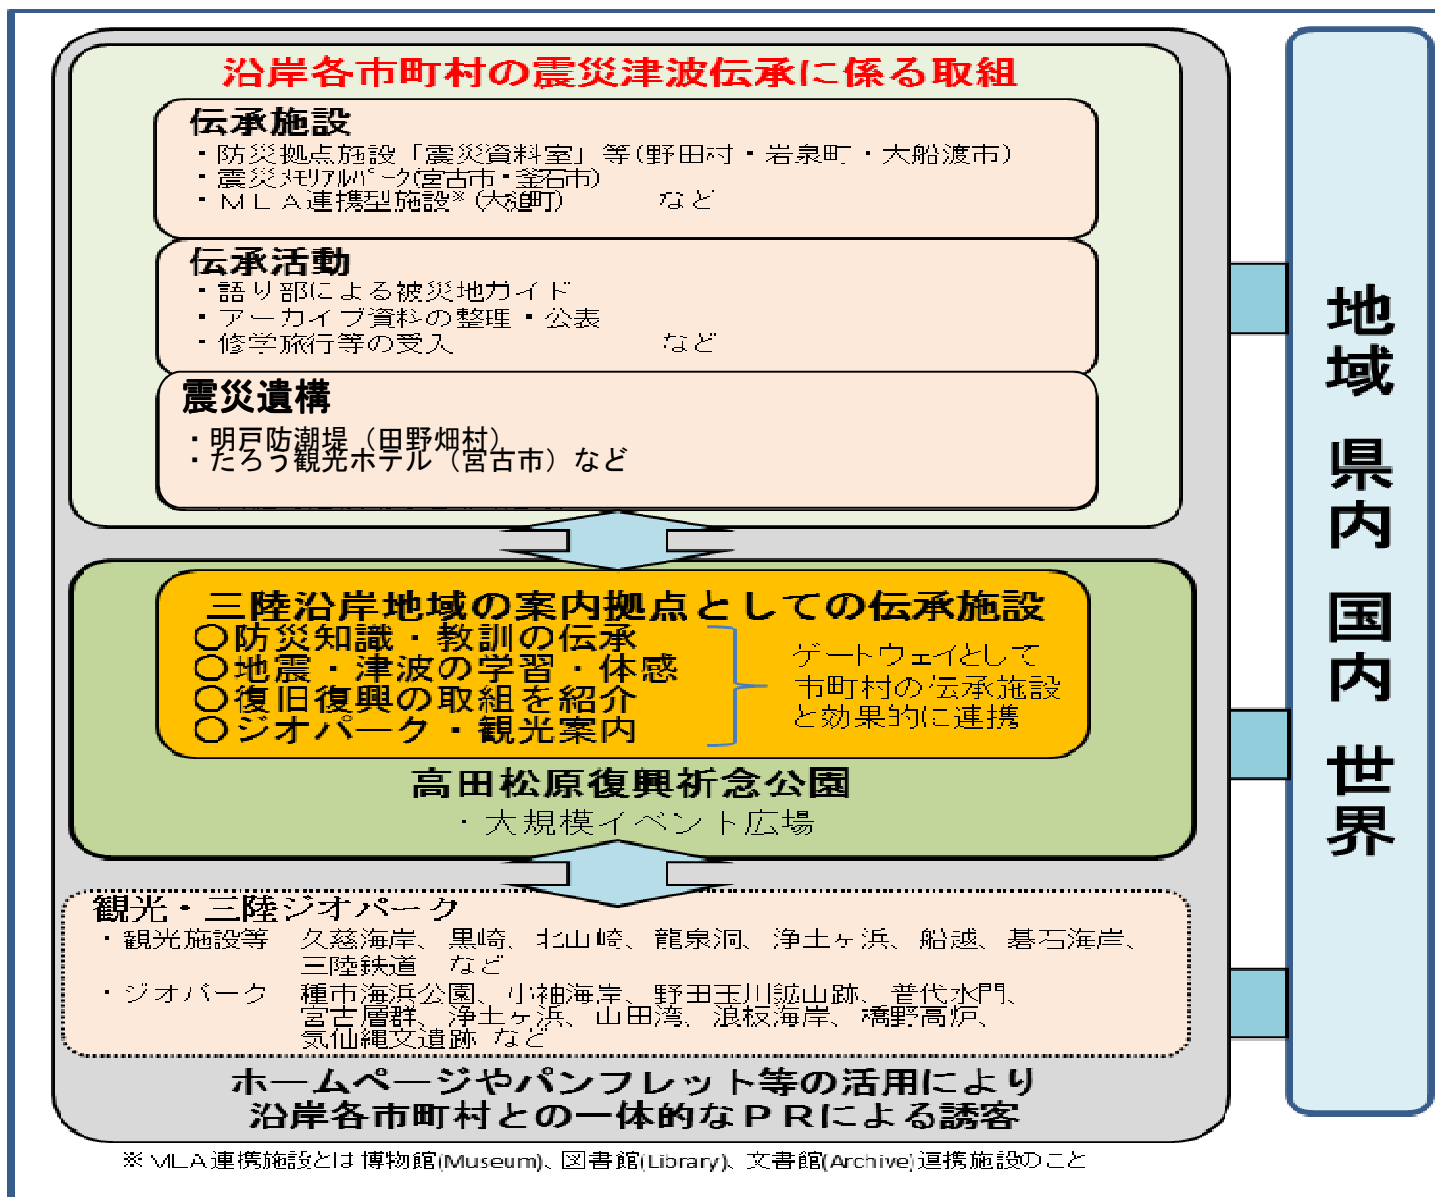 沿岸各市町村の震災津波伝承に係る取組
伝承施設
・防災拠点施設「震災資料室」等(野田村・岩泉町・大船渡市)
・震災ﾒﾓﾘｱﾙﾊﾟｰｸ(宮古市・釜石市)
・ＭＬＡ連携型施設※(大槌町)　など
伝承活動
・語り部による被災地ガイド
・アーカイブ資料の整理・公表
・修学旅行等の受入　など
震災遺構
・明戸防潮堤（田野畑村）
・たろう観光ホテル（宮古市）など
三陸沿岸地域の案内拠点としての伝承施設
○防災知識・教訓の伝承
○地震・津波の学習・体感
○復旧復興の取組を紹介
○ジオパーク・観光案内
ゲートウェイとして
市町村の伝承施設
と効果的に連携
高田松原復興祈念公園
・大規模イベント広場
観光・三陸ジオパーク
・観光施設等　久慈海岸、黒崎、北山崎、龍泉洞、浄土ヶ浜、船越、碁石海岸、
三陸鉄道　など
・ジオパーク　種市海浜公園、小袖海岸、野田玉川鉱山跡、普代水門、
宮古層群、浄土ヶ浜、山田湾、浪板海岸、橋野高炉、
気仙縄文遺跡 など
ホームページやパンフレット等の活用により
沿岸各市町村との一体的なＰＲによる誘客
※ MLA連携施設とは博物館(Museum)、図書館(Library)、文書館(Archive)連携施設のこと
地域　県内　国内　世界